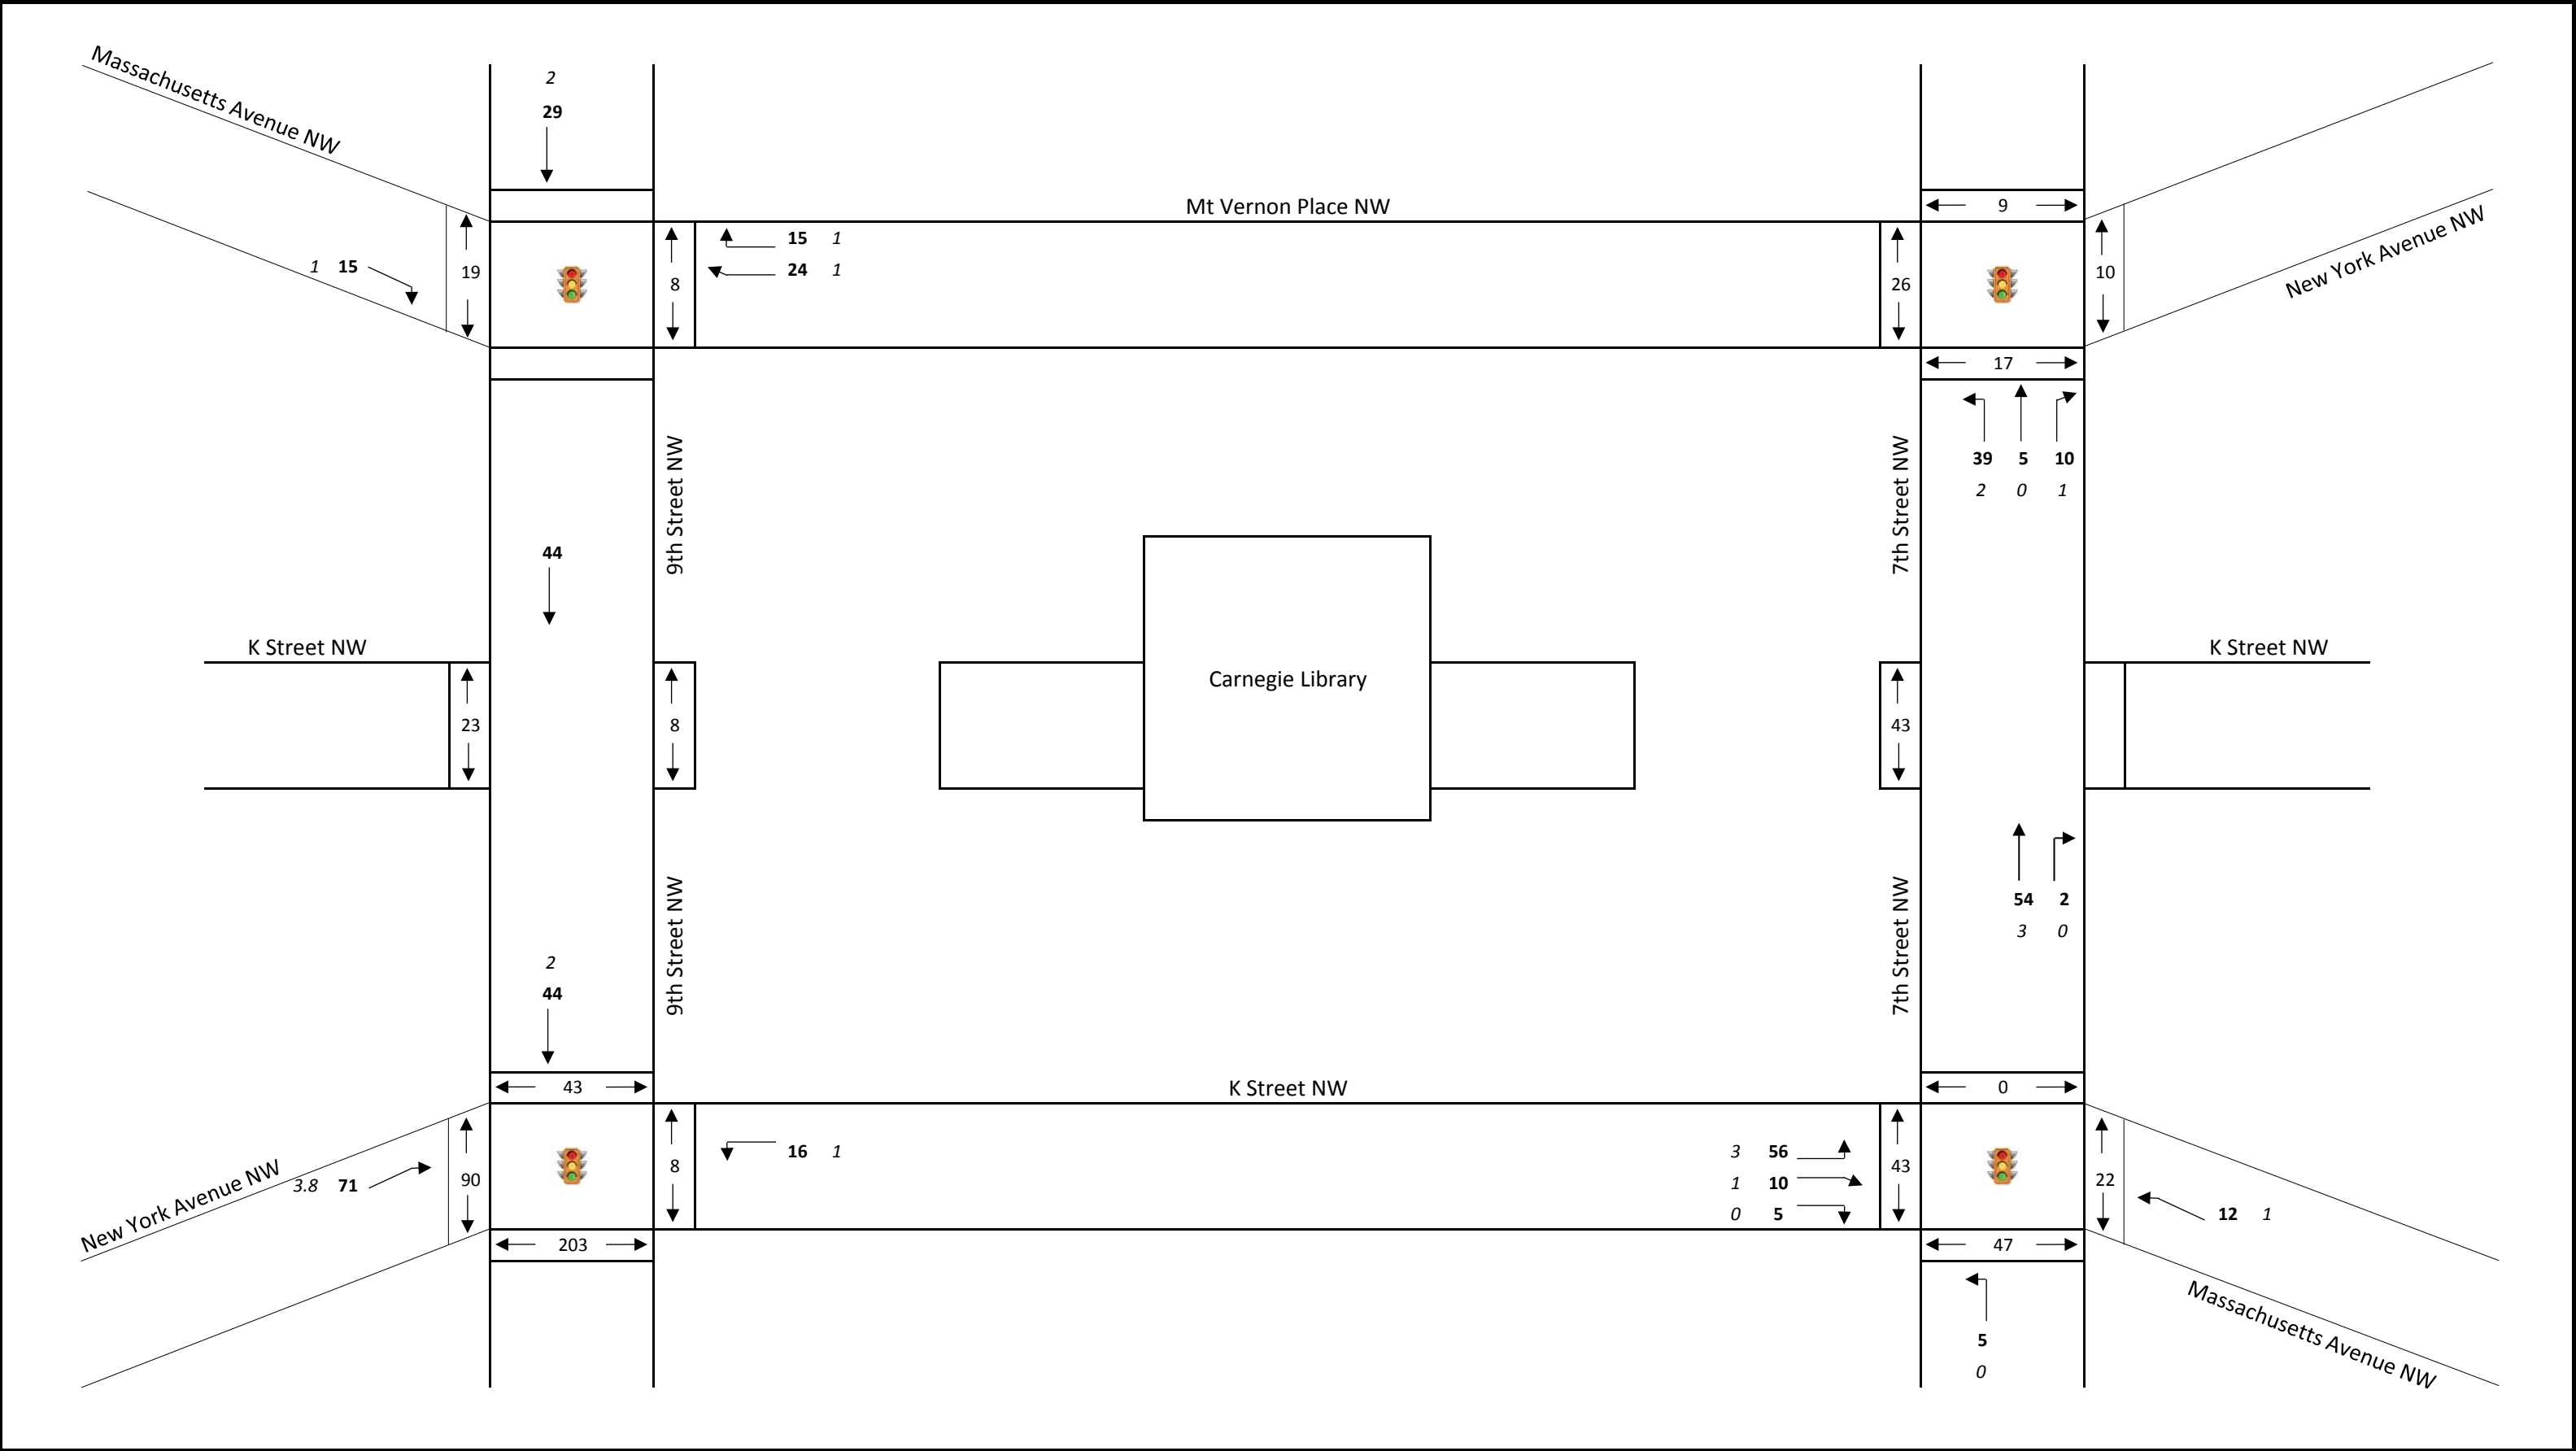 Massachusetts Avenue NW
2
29
Mt Vernon Place NW
9
15 1
1 15
19
8
24 1
26
10
New York Avenue NW
17
9th Street NW
7th Street NW
39 5 10
2 0 1
44
K Street NW
K Street NW
Carnegie Library
23
8
43
54 2
3 0
9th Street NW
7th Street NW
2
44
43
K Street NW
0
New York Avenue NW
3.8 71
90
8
16 1
3 56
1 10
0 5
43
22
12 1
203
47
Massachusetts Avenue NW
5
0